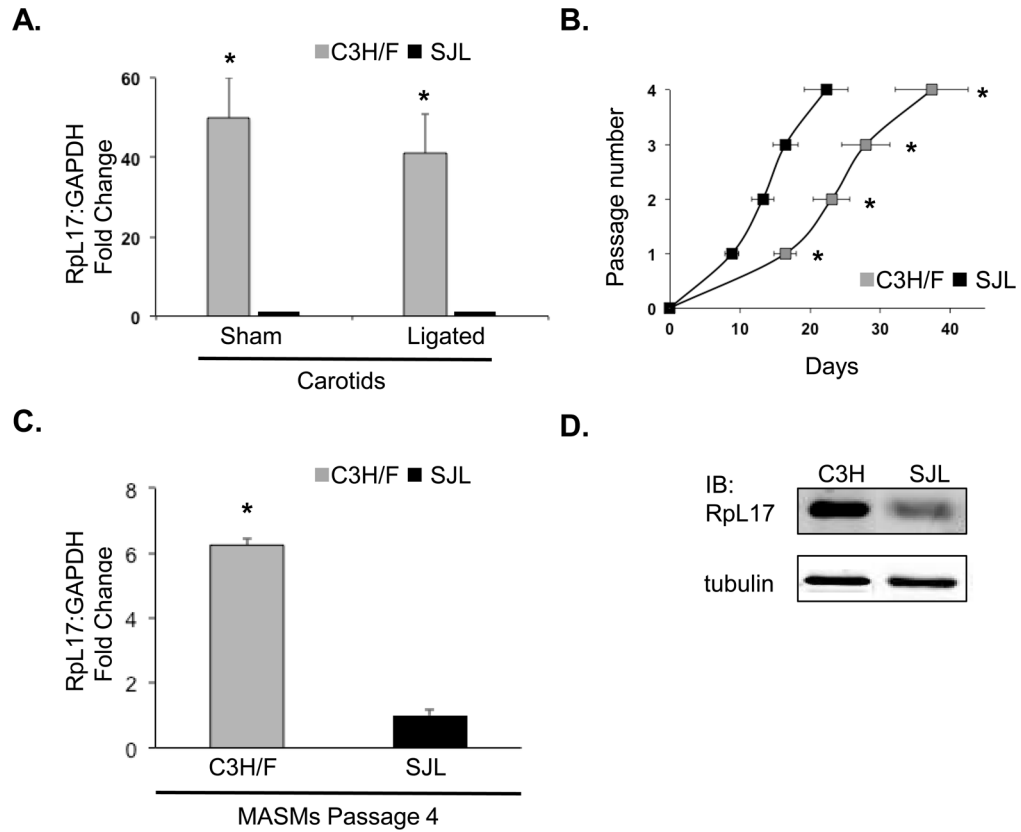 A.
C3H/F SJL
*
*
RpL17:GAPDH
Fold Change
60
40
20
0
Sham Ligated
Carotids
B.
Passage number
4
3
2
1
0
*
*
*
*
C3H/F SJL
0 10 20 30 40
Days
C.
C3H/F SJL
*
RpL17:GAPDH
Fold Change
8
6
4
2
0
C3H/F SJL
MASMs Passage 4
D.
C3H SJL
IB:
RpL17
tubulin